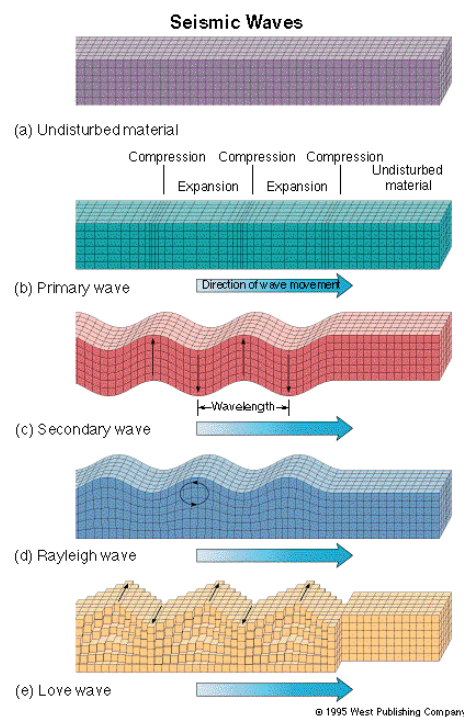 Seismic Waves
(a) Undisturbed material
Compression Compression Compression
Expansion Expansion Undisturbed
material
Direction of wave movement
(b) Primary wave
Wavelength
(c) Secondary wave
(d) Rayleigh wave
(e) Love wave
© 1995 West Publishing Company